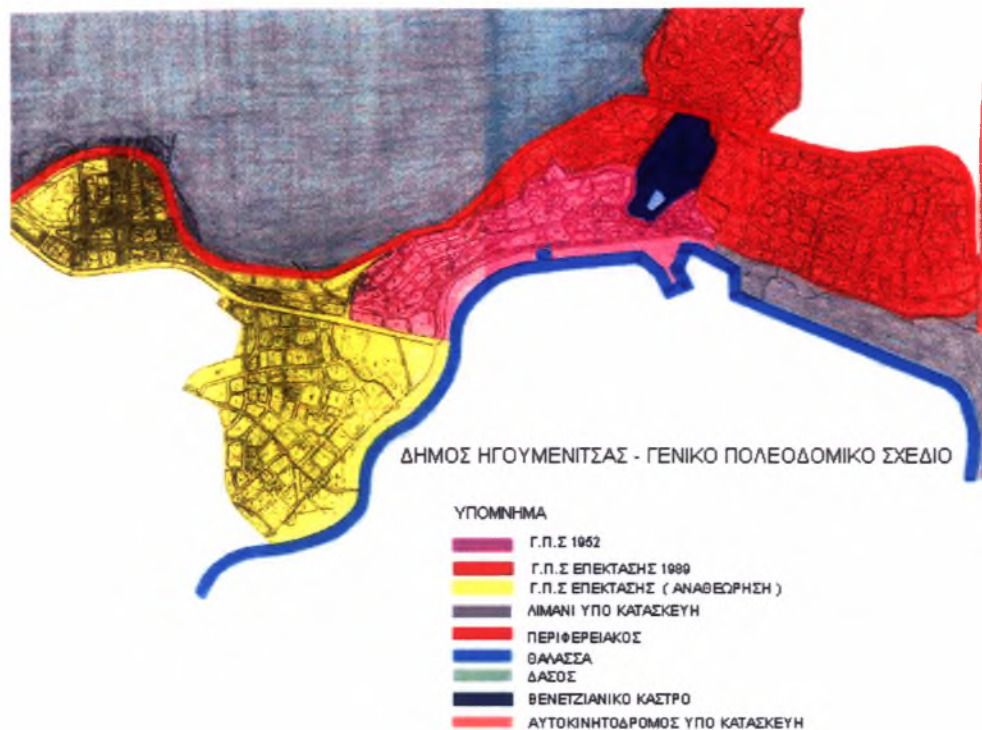 ΔΗΜΟΣ ΗΓΟΥΜΕΝΙΤΣΑΣ - ΓΕΝΙΚΟ ΠΟΛΕΟΔΟΜΙΚΟ ΣΧΕΔΙΟ
ΥΠΟΜΝΗΜΑ
Γ.Π.Σ 1952
Γ.Π.Σ ΕΠΕΚΤΑΣΗΣ 1989
Γ.Π.Σ ΕΠΕΚΤΑΣΗΣ ( ΑΝΑΘΕΩΡΗΣΗ )
ΛΙΜΑΝΙ ΥΠΟ ΚΑΤΑΣΚΕΥΗ
ΠΕΡΙΦΕΡΕΙΑΚΟΣ
ΘΑΛΑΣΣΑ
ΔΑΣΟΣ
ΒΕΝΕΤΖΙΑΝΙΚΟ ΚΑΣΤΡΟ
ΑΥΤΟΚΙΝΗΤΟΔΡΟΜΟΣ ΥΠΟ ΚΑΤΑΣΚΕΥΗ